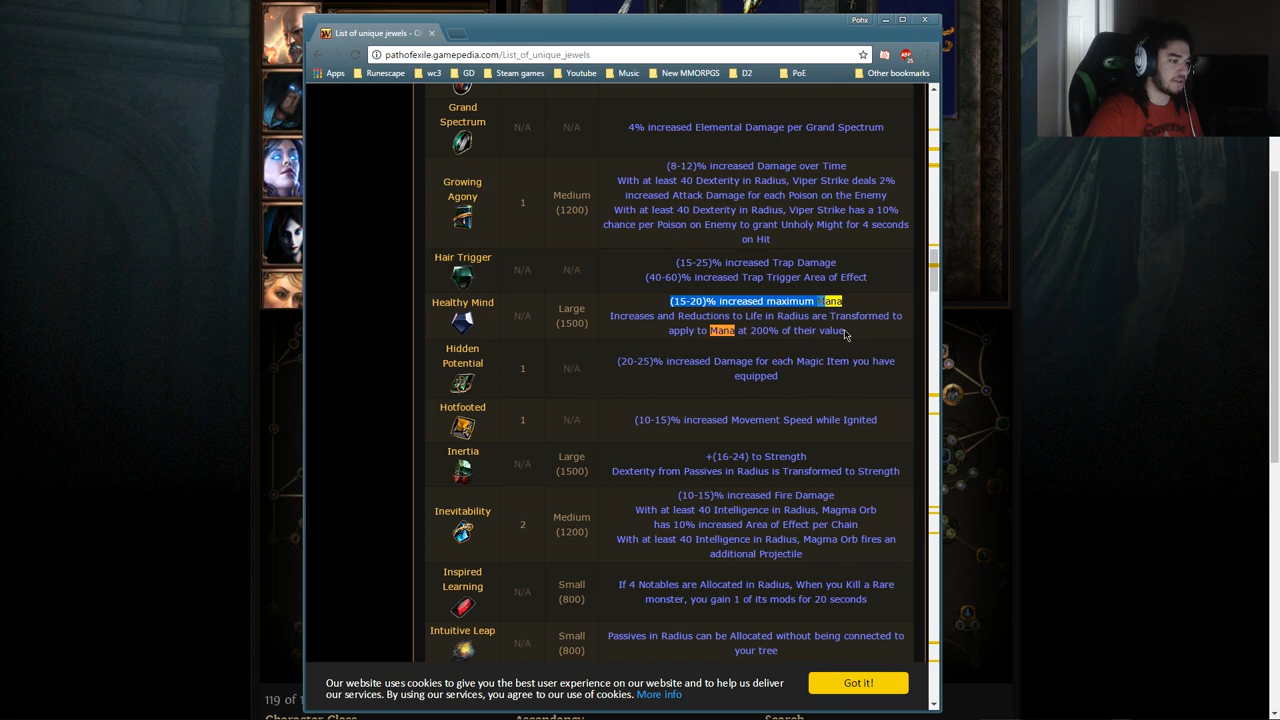 Pohx
List of unique jewels - O
pathofexile.gamepedia.com/List_of_unique_jewels
Apps Runescape wc3 GD Steam games Youtube Music New MMORPGS D2 PoE Other bookmarks
Grand
Spectrum
N/A N/A 4% increased Elemental Damage per Grand Spectrum
Growing
Agony
1
Medium
(1200)
(8-12)% increased Damage over Time
With at least 40 Dexterity in Radius, Viper Strike deals 2%
increased Attack Damage for each Poison on the Enemy
With at least 40 Dexterity in Radius, Viper Strike has a 10%
chance per Poison on Enemy to grant Unholy Might for 4 seconds
on Hit
Hair Trigger
N/A N/A
(15-25)% increased Trap Damage
(40-60)% increased Trap Trigger Area of Effect
Healthy Mind
N/A
Large
(1500)
(15-20)% increased maximum Mana
Increases and Reductions to Life in Radius are Transformed to
apply to Mana at 200% of their value
Hidden
Potential
1 N/A
(20-25)% increased Damage for each Magic Item you have
equipped
Hotfooted
1 N/A
(10-15)% increased Movement Speed while Ignited
Inertia
N/A
Large
(1500)
+(16-24) to Strength
Dexterity from Passives in Radius is Transformed to Strength
Inevitability
2
Medium
(1200)
(10-15)% increased Fire Damage
With at least 40 Intelligence in Radius, Magma Orb
has 10% increased Area of Effect per Chain
With at least 40 Intelligence in Radius, Magma Orb fires an
additional Projectile
Inspired
Learning
N/A
Small
(800)
If 4 Notables are Allocated in Radius, When you Kill a Rare
monster, you gain 1 of its mods for 20 seconds
Intuitive Leap
N/A
Small
(800)
Passives in Radius can be Allocated without being connected to
your tree
Our website uses cookies to give you the best user experience on our website and to help us deliver
our services. By using our services, you agree to our use of cookies. More info
Got it!
119 of 1
Character Class Ascendancy Search